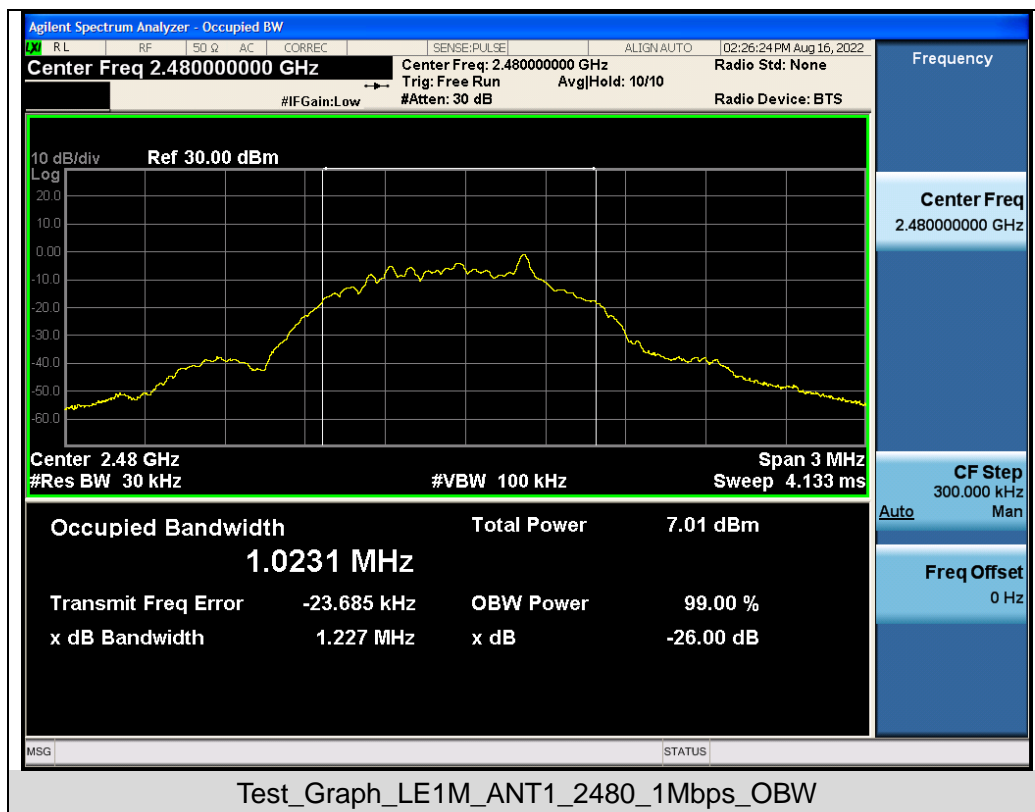 Agilent Spectrum Analyzer - Occupied BW
LXI RL RF 50 Ω AC CORREC SENSE:PULSE ALIGN AUTO 02:26:24 PM Aug 16, 2022
Center Freq 2.480000000 GHz
Center Freq: 2.480000000 GHz
Radio Std: None
Trig: Free Run Avg|Hold: 10/10
#IFGain:Low #Atten: 30 dB Radio Device: BTS
10 dB/div Ref 30.00 dBm
Log
20.0
10.0
0.00
-10.0
-20.0
-30.0
-40.0
-50.0
-60.0
Center 2.48 GHz Span 3 MHz
#Res BW 30 kHz #VBW 100 kHz Sweep 4.133 ms
Occupied Bandwidth Total Power 7.01 dBm
1.0231 MHz
Transmit Freq Error -23.685 kHz OBW Power 99.00 %
x dB Bandwidth 1.227 MHz x dB -26.00 dB
MSG STATUS
Frequency
Center Freq
2.480000000 GHz
CF Step
300.000 kHz
Auto Man
Freq Offset
0 Hz
Test_Graph_LE1M_ANT1_2480_1Mbps_OBW